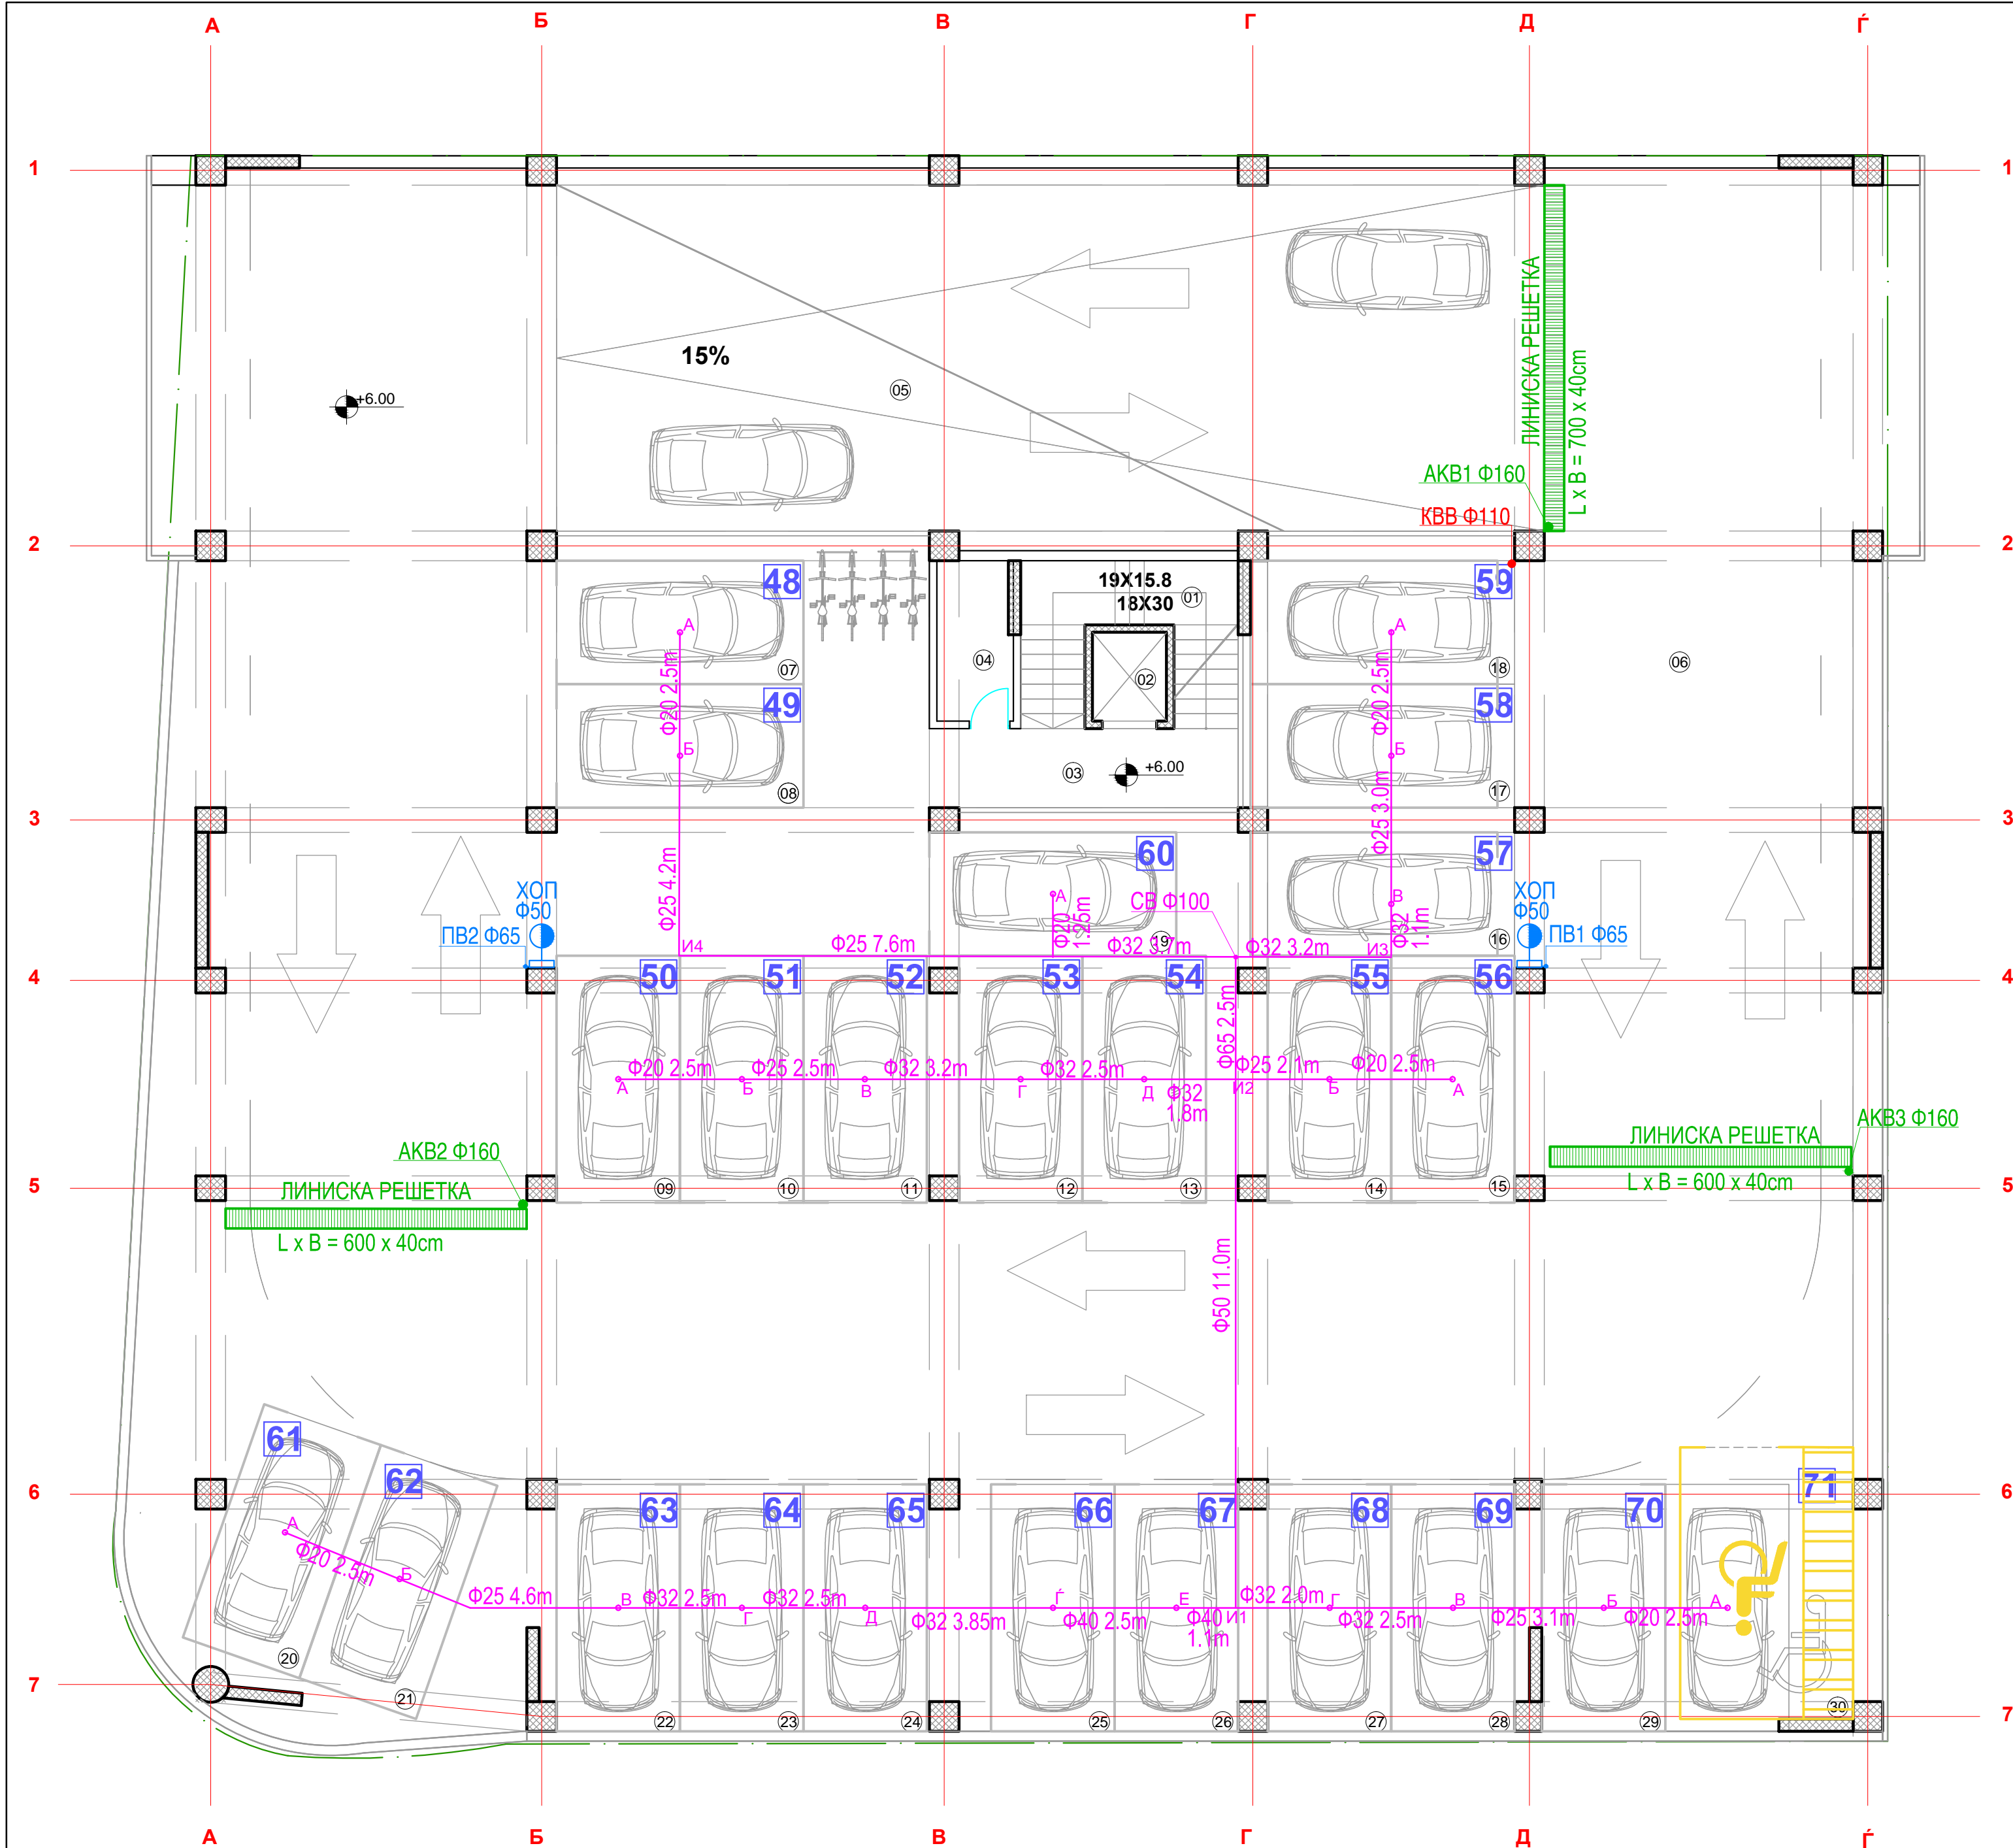 А Б В Г Д Ѓ
1 1
15%
05
+6.00
ЛИНИСКА РЕШЕТКА
L x B = 700 x 40cm
АКВ1 Ф160
КВВ Ф110
2 2
48
59
19X15.8
18X30
01
А
А
07
04
02
18
06
Ф20 2.5m
Ф20 2.5m
49
58
Б
Б
03
+6.00
08
17
3 3
Ф25 3.0m
60
57
Ф25 4.2m
ХОП
Ф50
ХОП
Ф50
А
В
СВ Ф100
ПВ2 Ф65
ПВ1 Ф65
Ф20
1.25m
Ф32
1.1m
19
16
И4
Ф25 7.6m
Ф32 3.7m
Ф32 3.2m
И3
4 4
50 51 52 53 54 55 56
Ф65 2.5m
Ф20 2.5m
Ф25 2.5m
Ф32 3.2m
Ф32 2.5m
Ф25 2.1m
Ф20 2.5m
А Б В Г Д
Ф32
1.8m
И2
Б А
АКВ3 Ф160
ЛИНИСКА РЕШЕТКА
L x B = 600 x 40cm
АКВ2 Ф160
ЛИНИСКА РЕШЕТКА
L x B = 600 x 40cm
5 5
09 10 11 12 13 14 15
Ф50 11.0m
61
62
6 6
63 64 65 66 67 68 69 70 71
А
Ф20 2.5m
Б
Ф25 4.6m
В
Ф32 2.5m
Г
Ф32 2.5m
Д
Ф32 3.85m
Ѓ
Ф40 2.5m
Е
Ф40
1.1m
И1
Ф32 2.0m
Г
Ф32 2.5m
В
Ф25 3.1m
Б
Ф20 2.5m
А
20
21
7 7
22 23 24 25 26 27 28 29 30
А Б В Г Д Ѓ